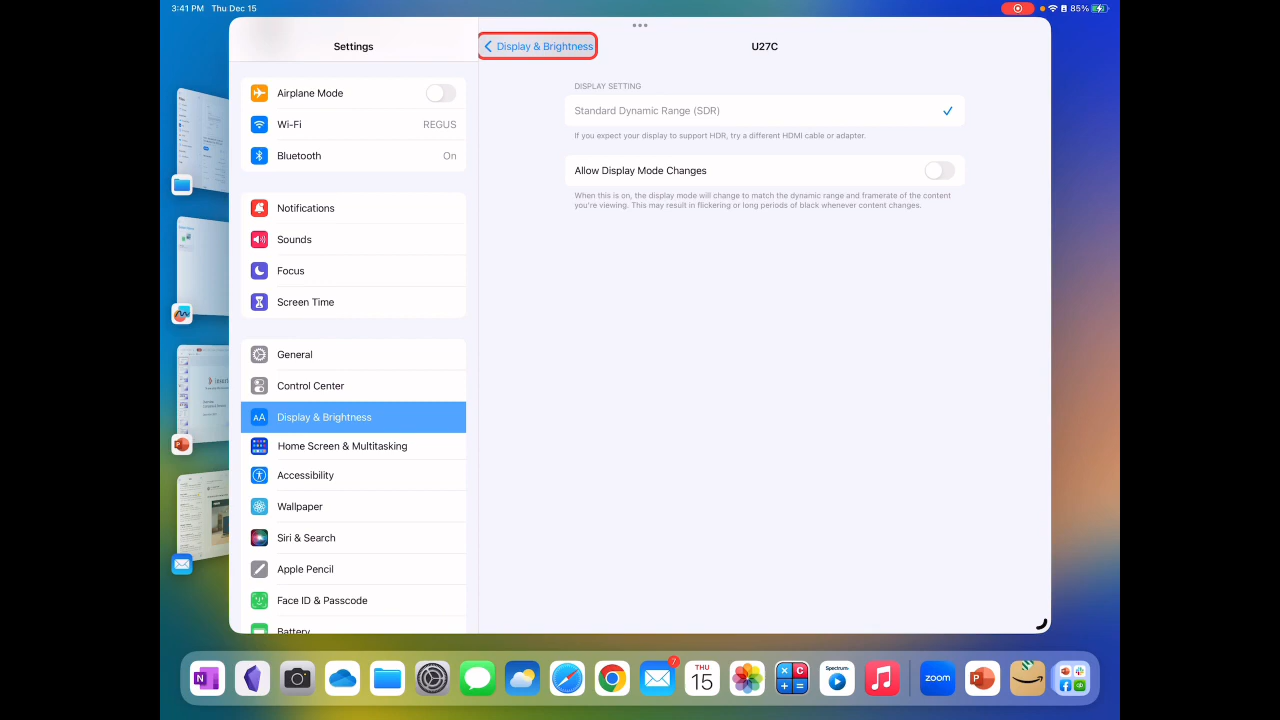 3:41 PM Thu Dec 15
85%
Settings
Display & Brightness
U27C
Airplane Mode
Wi-Fi REGUS
Bluetooth On
Notifications
Sounds
Focus
Screen Time
General
Control Center
Display & Brightness
Home Screen & Multitasking
Accessibility
Wallpaper
Siri & Search
Apple Pencil
Face ID & Passcode
Battery
DISPLAY SETTING
Standard Dynamic Range (SDR)
If you expect your display to support HDR, try a different HDMI cable or adapter.
Allow Display Mode Changes
When this is on, the display mode will change to match the dynamic range and framerate of the content
you're viewing. This may result in flickering or long periods of black whenever content changes.
7
THU
15
Spectrum
zoom